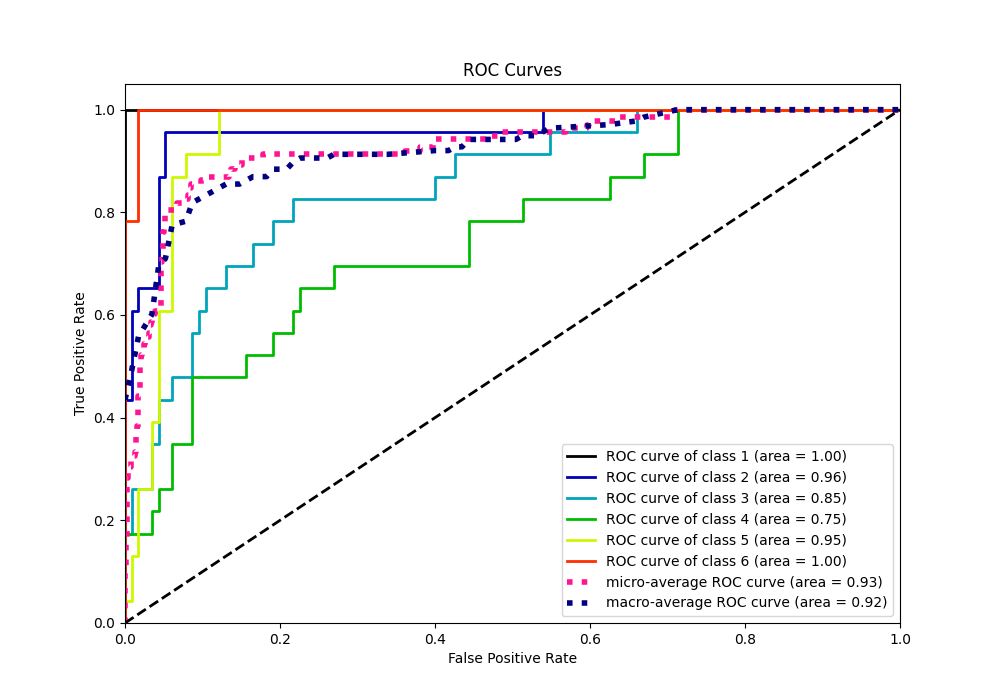 ROC Curves
True Positive Rate
1.0
0.8
0.6
0.4
0.2
0.0
ROC curve of class 1 (area = 1.00)
ROC curve of class 2 (area = 0.96)
ROC curve of class 3 (area = 0.85)
ROC curve of class 4 (area = 0.75)
ROC curve of class 5 (area = 0.95)
ROC curve of class 6 (area = 1.00)
micro-average ROC curve (area = 0.93)
macro-average ROC curve (area = 0.92)
0.0 0.2 0.4 0.6 0.8 1.0
False Positive Rate